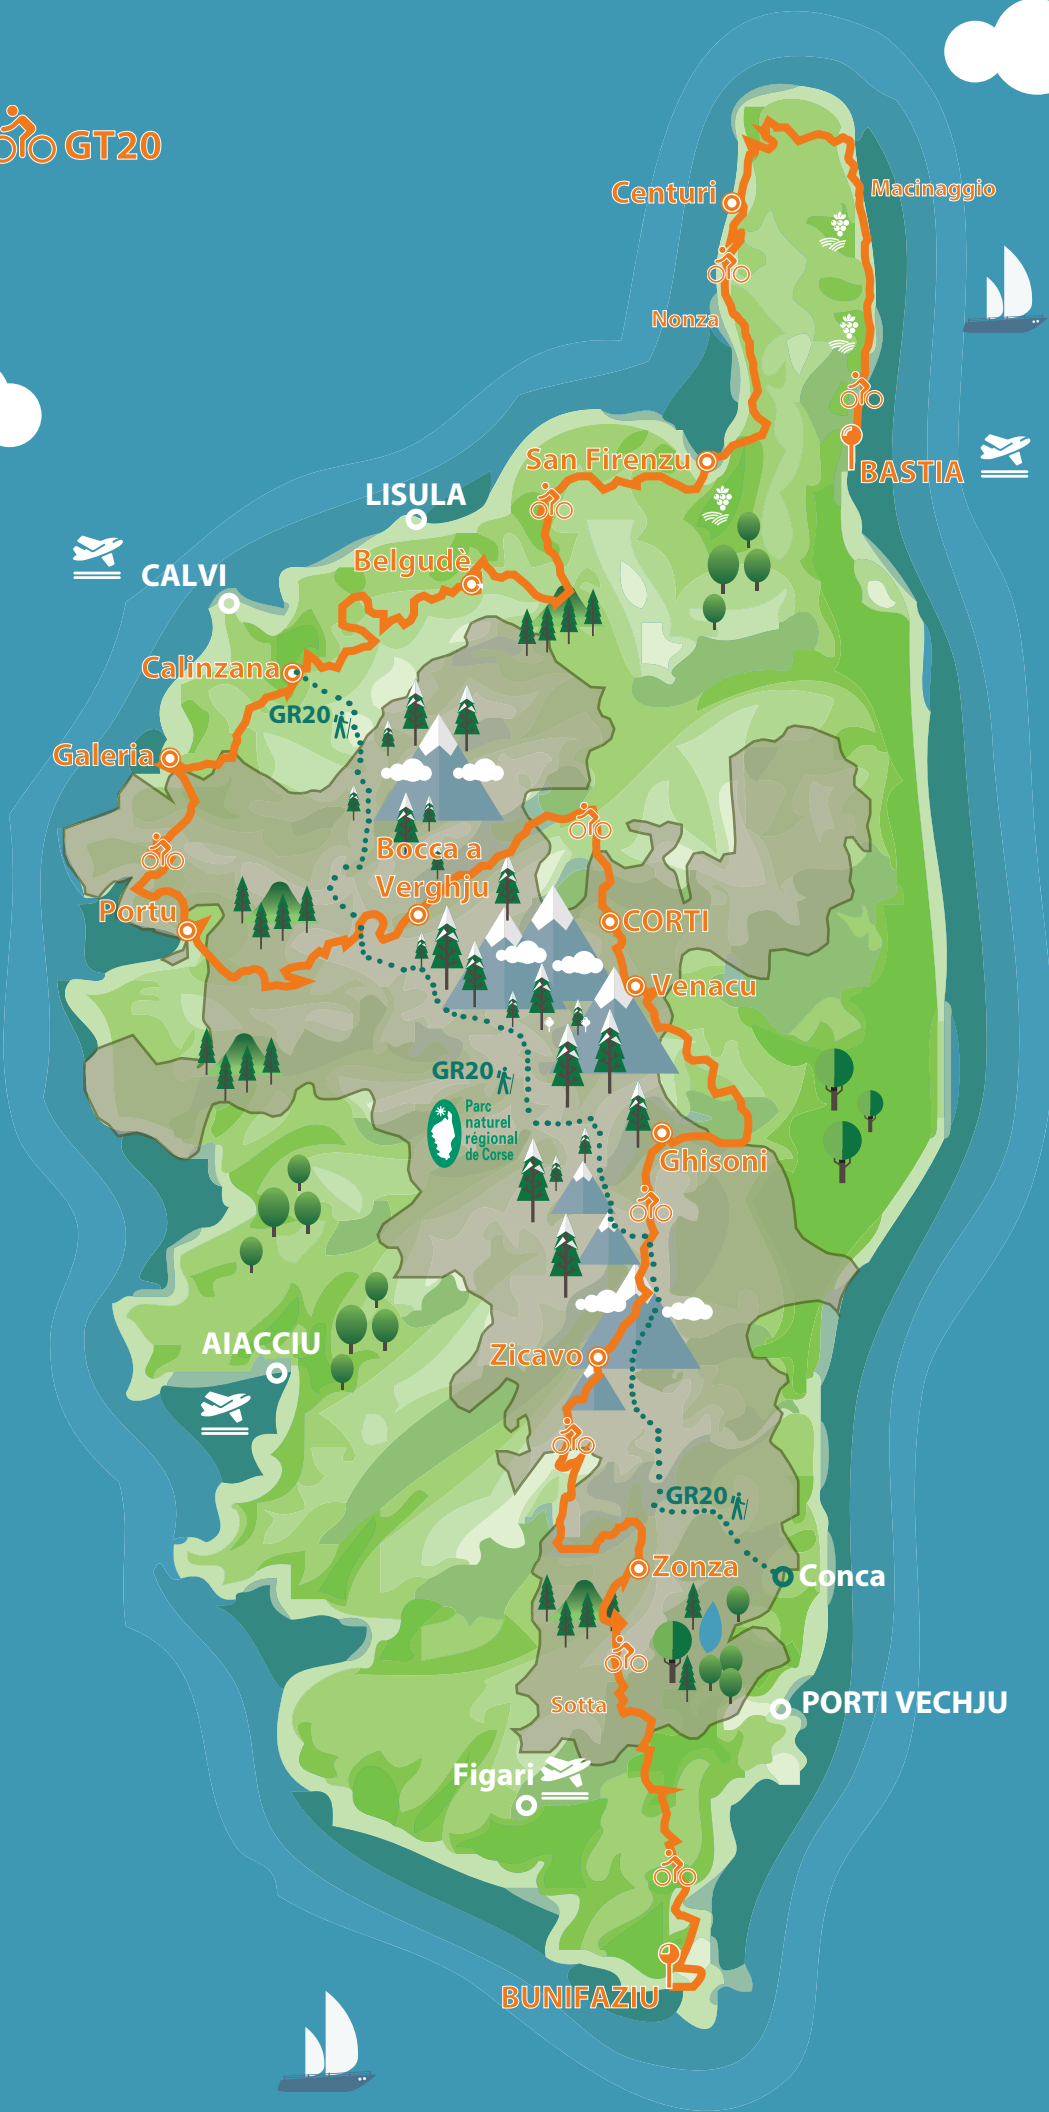 GT20
Centuri
Macinaggio
Nonza
San Firenzu
BASTIA
LISULA
Belgudè
CALVI
Calinzana
GR20
Galeria
Bocca a
Verghju
Portu
CORTI
Venacu
GR20
Parc
naturel
régional
de Corse
Ghisoni
AIACCIU
Zicavo
GR20
Zonza
Conca
Sotta
PORTI VECHJU
Figari
BUNIFAZIU